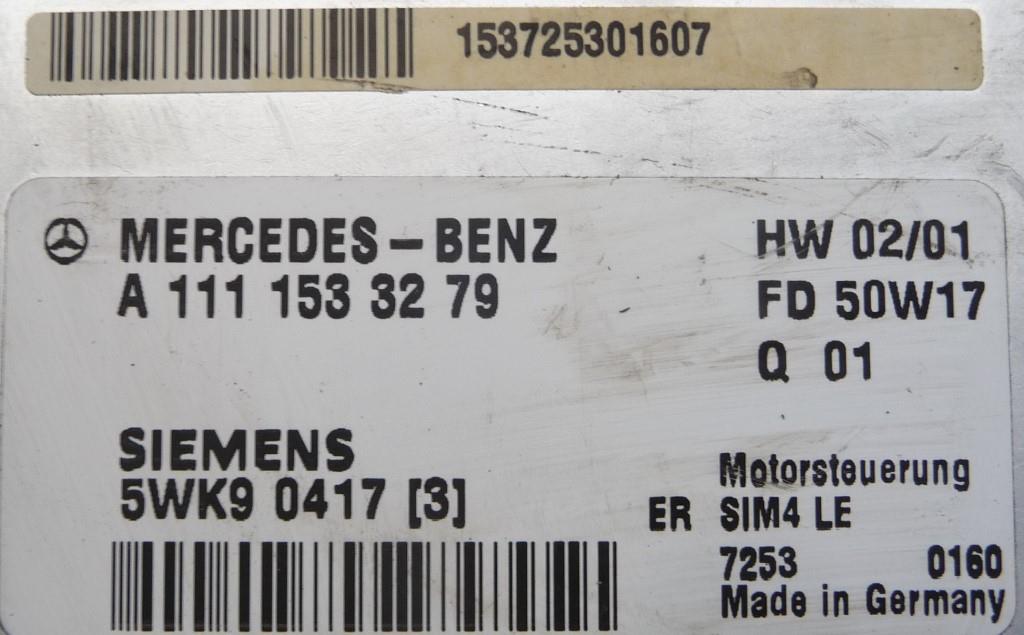 153725301607
MERCEDES-BENZ HW 02/01
A 111 153 32 79 FD 50W17
Q 01
SIEMENS
5WK9 0417 [3]
Motorsteuerung
ER SIM4 LE
7253 0160
Made in Germany